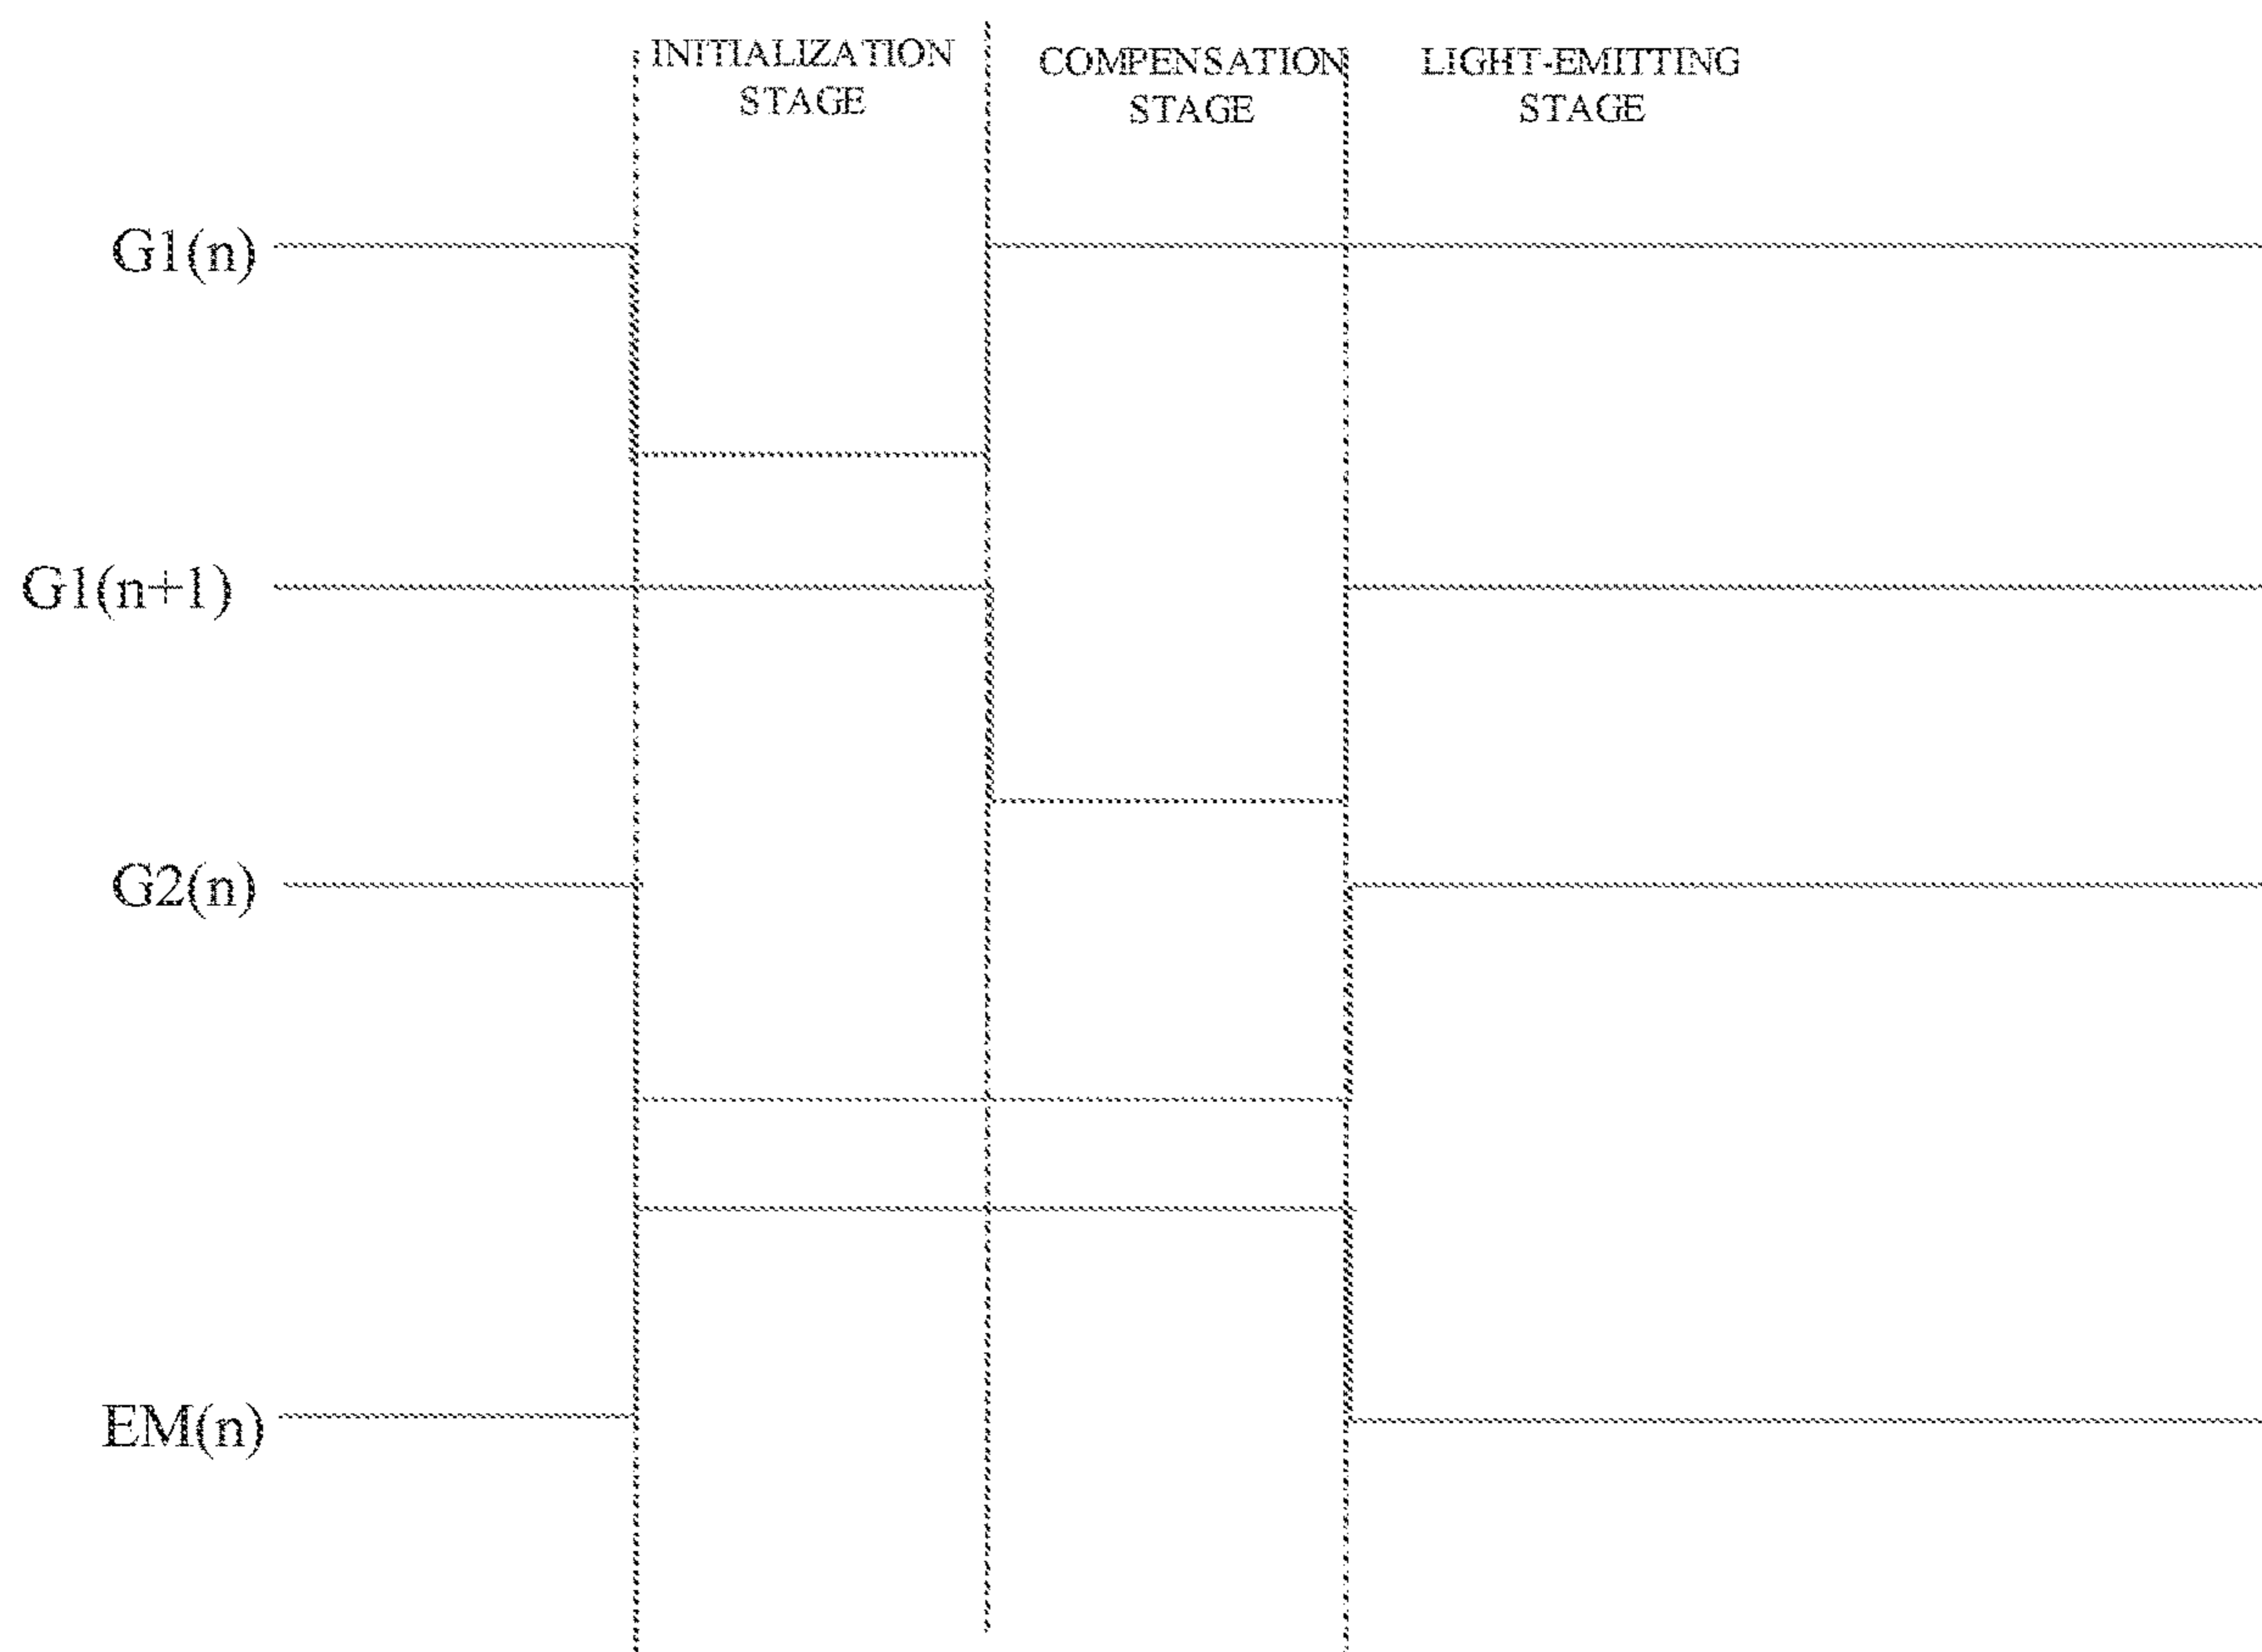 INITIALIZATION
STAGE
COMPENSATION
STAGE
LIGHT-EMITTING
STAGE
G1(n)
G1(n+1)
G2(n)
EM(n)